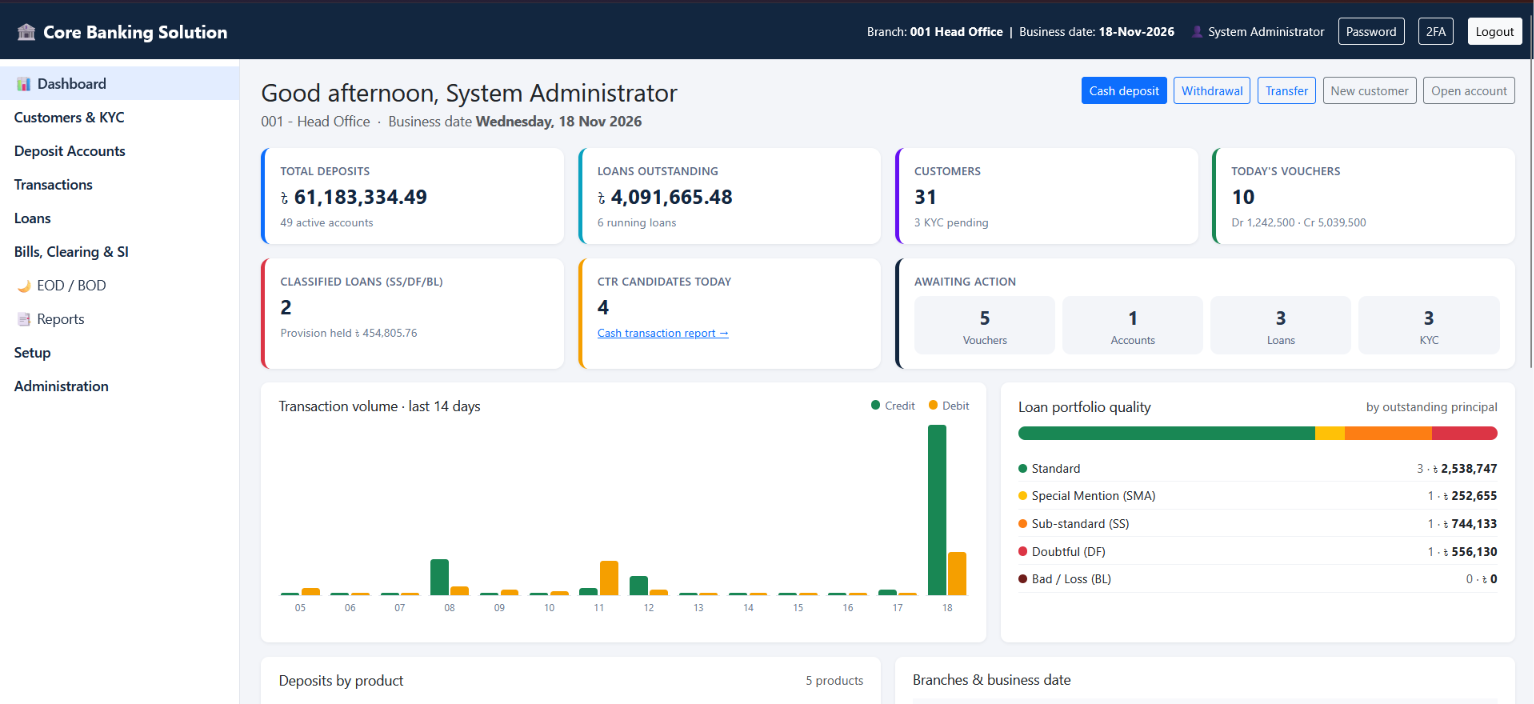 Core Banking Solution
Branch: 001 Head Office | Business date: 18-Nov-2026 System Administrator Password 2FA Logout
Dashboard
Customers & KYC
Deposit Accounts
Transactions
Loans
Bills, Clearing & SI
EOD / BOD
Reports
Setup
Administration
Good afternoon, System Administrator
001 - Head Office · Business date Wednesday, 18 Nov 2026
Cash deposit Withdrawal Transfer New customer Open account
TOTAL DEPOSITS
৳ 61,183,334.49
49 active accounts
LOANS OUTSTANDING
৳ 4,091,665.48
6 running loans
CUSTOMERS
31
3 KYC pending
TODAY'S VOUCHERS
10
Dr 1,242,500 · Cr 5,039,500
CLASSIFIED LOANS (SS/DF/BL)
2
Provision held ৳ 454,805.76
CTR CANDIDATES TODAY
4
Cash transaction report →
AWAITING ACTION
5 1 3 3
Vouchers Accounts Loans KYC
Transaction volume · last 14 days
Credit Debit
05 06 07 08 09 10 11 12 13 14 15 16 17 18
Loan portfolio quality by outstanding principal
Standard 3 · ৳ 2,538,747
Special Mention (SMA) 1 · ৳ 252,655
Sub-standard (SS) 1 · ৳ 744,133
Doubtful (DF) 1 · ৳ 556,130
Bad / Loss (BL) 0 · ৳ 0
Deposits by product 5 products
Branches & business date